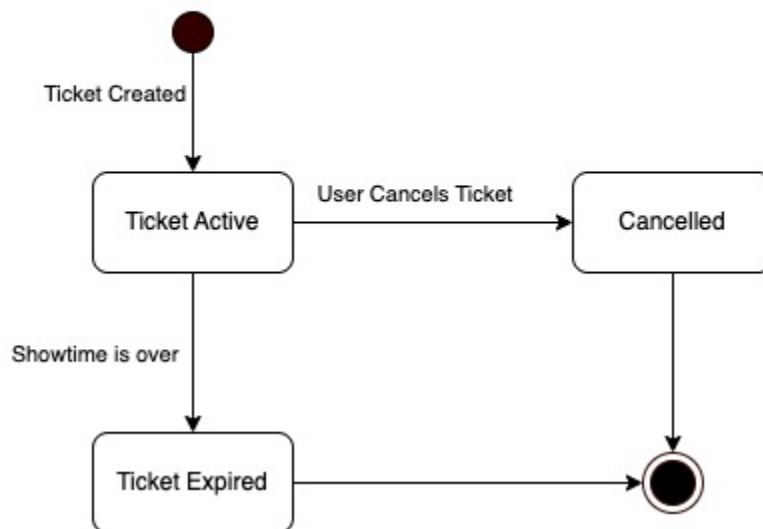 Ticket Created
User Cancels Ticket
Ticket Active
Cancelled
Showtime is over
Ticket Expired